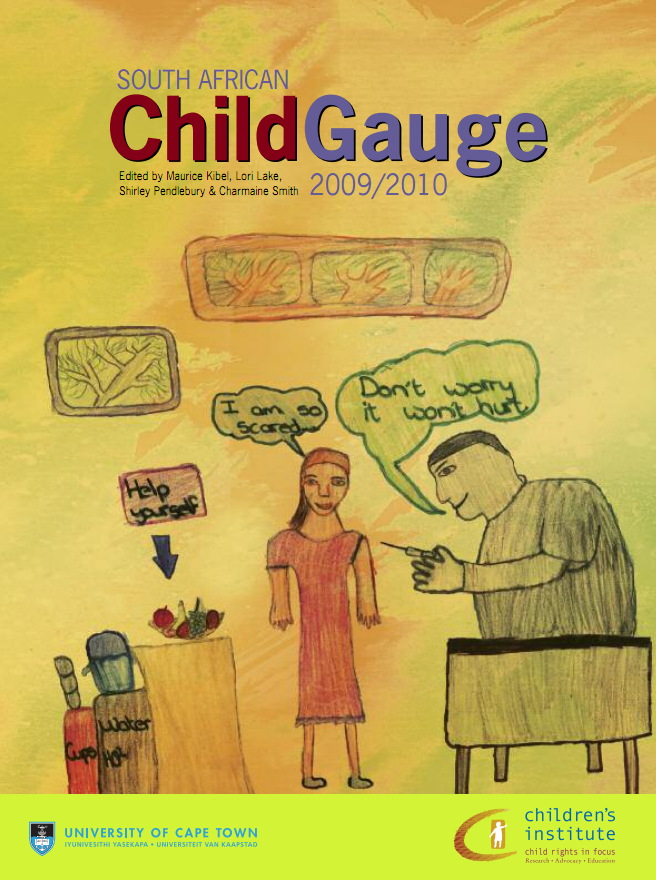 SOUTH AFRICAN
ChildGauge
Edited by Maurice Kibel, Lori Lake,
Shirley Pendlebury & Charmaine Smith
2009/2010
Don't worry
it won't hurt
I am so
scared...
Help
yourself
Water
Cups
Hot
UNIVERSITY OF CAPE TOWN
IYUNIVESITHI YASEKAPA • UNIVERSITEIT VAN KAAPSTAD
children's
institute
child rights in focus
Research • Advocacy • Education